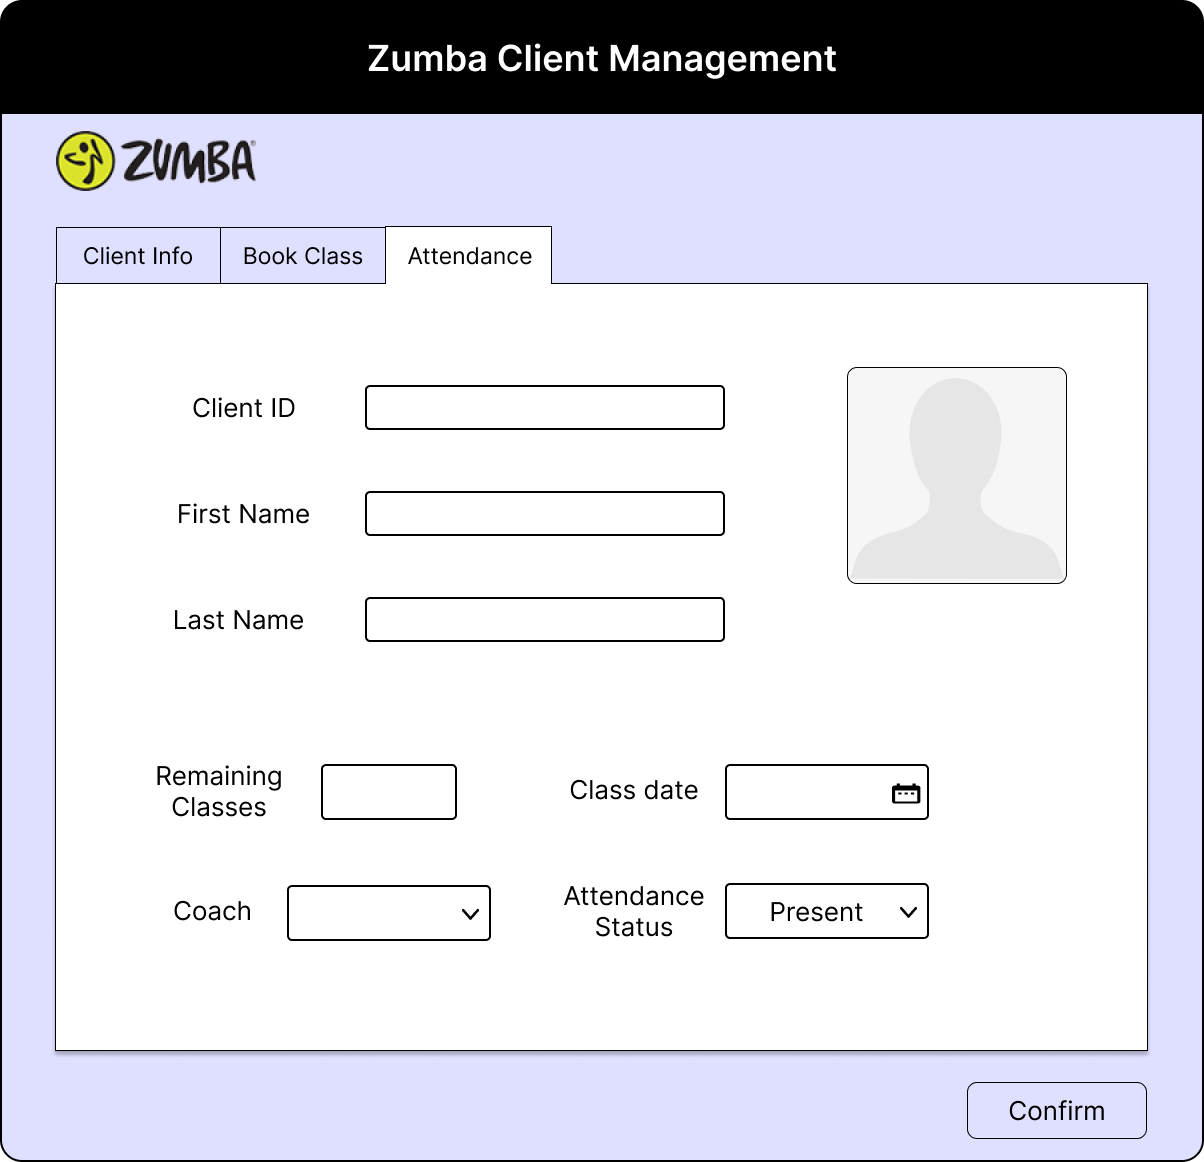 Zumba Client Management
ZUMBA®
Client Info
Book Class
Attendance
Client ID
First Name
Last Name
Remaining
Classes
Class date
Coach
Attendance
Status
Present
Confirm